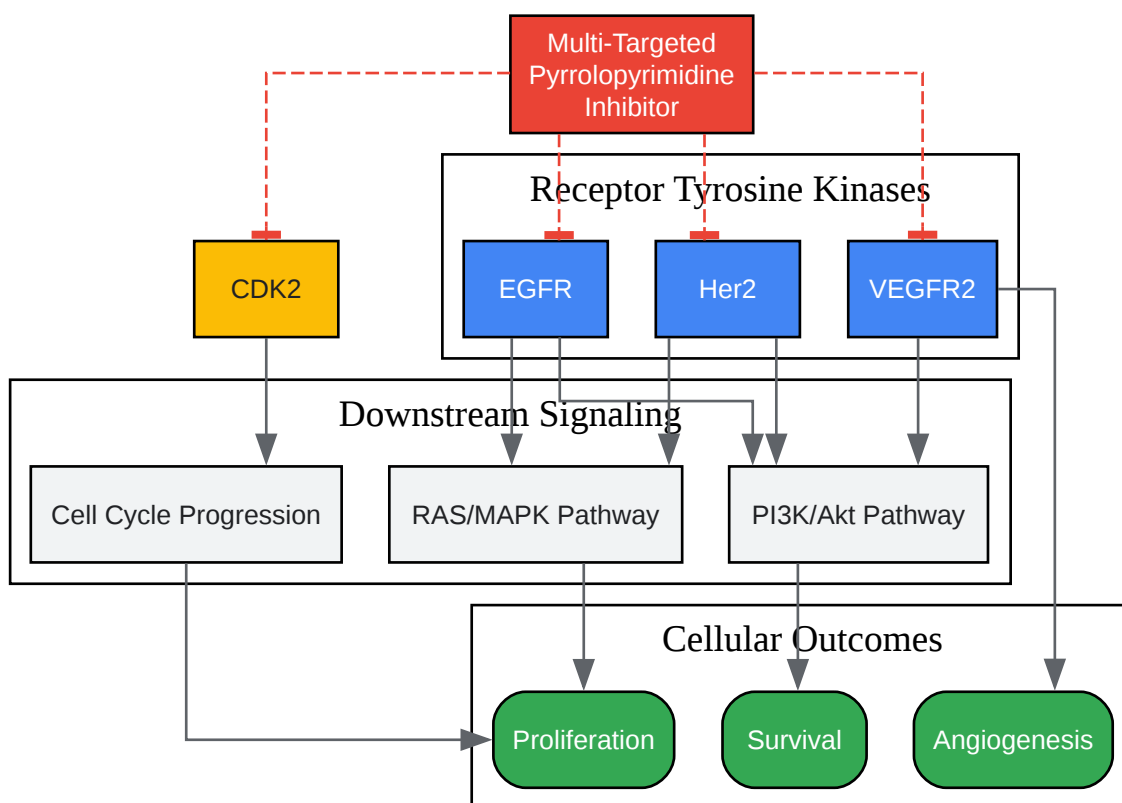 Multi-Targeted
Pyrrolopyrimidine
Inhibitor
Receptor Tyrosine Kinases
CDK2
EGFR
Her2
VEGFR2
Downstream Signaling
Cell Cycle Progression
RAS/MAPK Pathway
PI3K/Akt Pathway
Cellular Outcomes
Proliferation
Survival
Angiogenesis